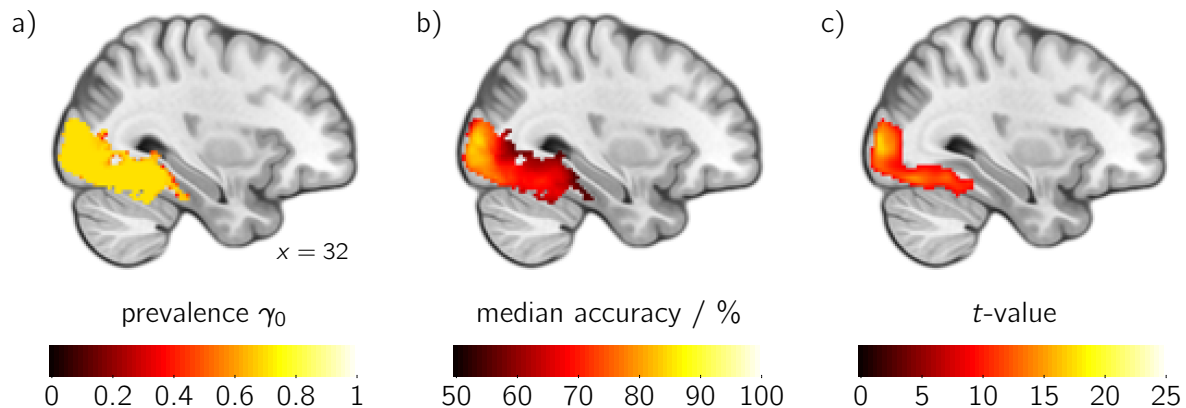 a)
b)
c)
x = 32
prevalence γ₀
median accuracy / %
t-value
0 0.2 0.4 0.6 0.8 1
50 60 70 80 90 100
0 5 10 15 20 25